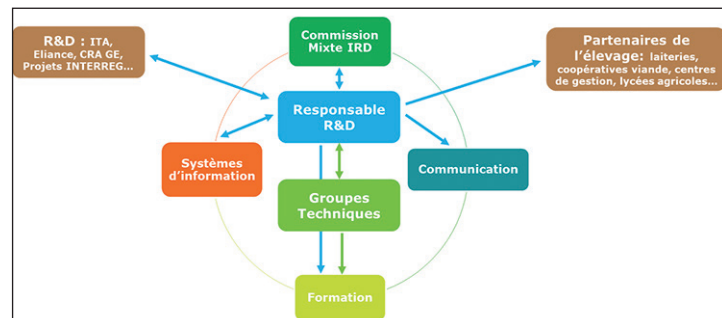 Commission
Mixte IRD
R&D : ITA,
Eliance, CRA GE,
Projets INTERREG...
Partenaires de
l'élevage: laiteries,
coopératives viande, centres
de gestion, lycées agricoles...
Responsable
R&D
Systèmes
d'information
Communication
Groupes
Techniques
Formation